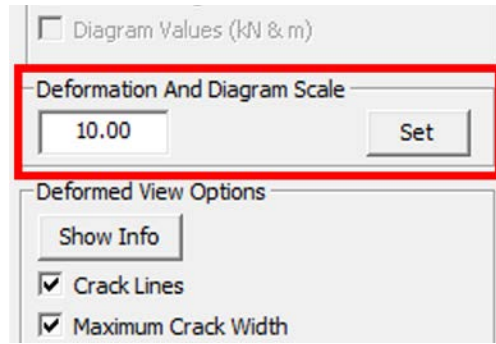 Diagram Values (kN & m)
Deformation And Diagram Scale
10.00 Set
Deformed View Options
Show Info
Crack Lines
Maximum Crack Width